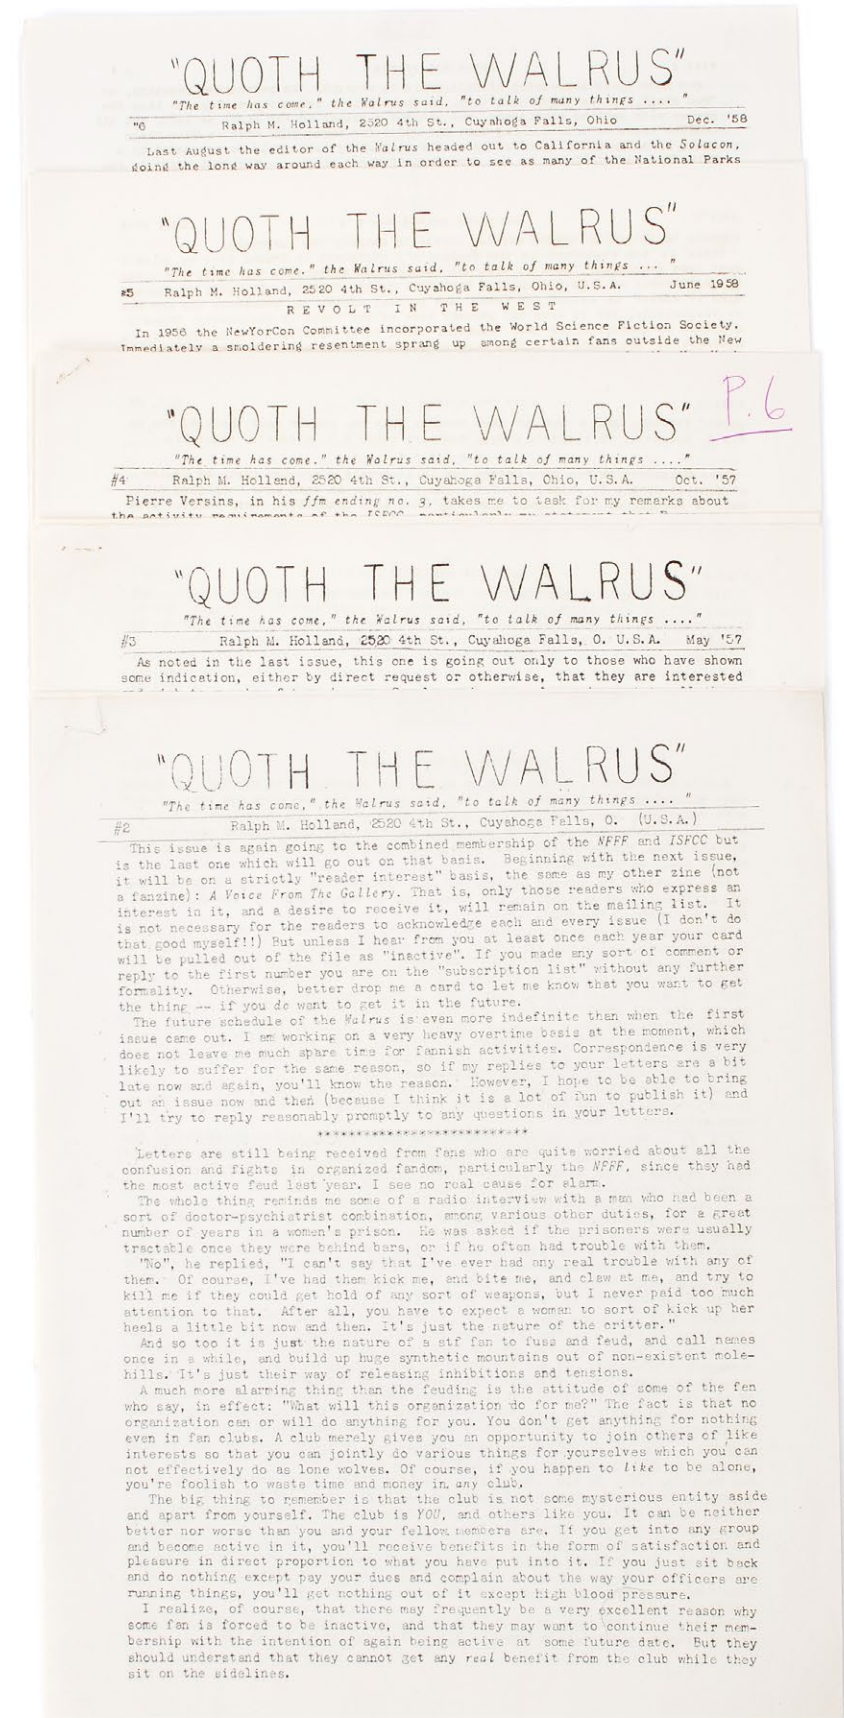 "QUOTH THE WALRUS"
"The time has come," the Walrus said, "to talk of many things .... "
"6 Ralph M. Holland, 2520 4th St., Cuyahoga Falls, Ohio Dec. '58
Last August the editor of the Walrus headed out to California and the Solacon,
going the long way around each way in order to see as many of the National Parks
"QUOTH THE WALRUS"
"The time has come." the Walrus said, "to talk of many things ... "
#5 Ralph M. Holland, 2520 4th St., Cuyahoga Falls, Ohio, U.S.A. June 1958
REVOLT IN THE WEST
In 1956 the NewYorCon Committee incorporated the World Science Fiction Society.
Immediately a smoldering resentment sprang up among certain fans outside the New
P.6
"QUOTH THE WALRUS"
"The time has come." the Walrus said, "to talk of many things ...."
#4 Ralph M. Holland, 2520 4th St., Cuyahoga Falls, Ohio, U.S.A. Oct. '57
Pierre Versins, in his ffm ending no. 3, takes me to task for my remarks about
the activity requirements of the ISFCC, particularly my statement that
"QUOTH THE WALRUS"
"The time has come," the Walrus said, "to talk of many things ...."
#3 Ralph M. Holland, 2520 4th St., Cuyahoga Falls, O. U.S.A. May '57
As noted in the last issue, this one is going out only to those who have shown
some indication, either by direct request or otherwise, that they are interested
"QUOTH THE WALRUS"
"The time has come," the Walrus said, "to talk of many things .... "
#2 Ralph M. Holland, 2520 4th St., Cuyahoga Falls, O. (U.S.A.)
This issue is again going to the combined membership of the NFFF and ISFCC but
is the last one which will go out on that basis. Beginning with the next issue,
it will be on a strictly "reader interest" basis, the same as my other zine (not
a fanzine): A Voice From The Gallery. That is, only those readers who express an
interest in it, and a desire to receive it, will remain on the mailing list. It
is not necessary for the readers to acknowledge each and every issue (I don't do
that good myself!!) But unless I hear from you at least once each year your card
will be pulled out of the file as "inactive". If you made any sort of comment or
reply to the first number you are on the "subscription list" without any further
formality. Otherwise, better drop me a card to let me know that you want to get
the thing -- if you do want to get it in the future.
The future schedule of the Walrus is even more indefinite than when the first
issue came out. I am working on a very heavy overtime basis at the moment, which
does not leave me much spare time for fannish activities. Correspondence is very
likely to suffer for the same reason, so if my replies to your letters are a bit
late now and again, you'll know the reason. However, I hope to be able to bring
out an issue now and then (because I think it is a lot of fun to publish it) and
I'll try to reply reasonably promptly to any questions in your letters.
**************************
Letters are still being received from fans who are quite worried about all the
confusion and fights in organized fandom, particularly the NFFF, since they had
the most active feud last year. I see no real cause for alarm.
The whole thing reminds me some of a radio interview with a man who had been a
sort of doctor-psychiatrist combination, among various other duties, for a great
number of years in a women's prison. He was asked if the prisoners were usually
tractable once they were behind bars, or if he often had trouble with them.
"No", he replied, "I can't say that I've ever had any real trouble with any of
them. Of course, I've had them kick me, and bite me, and claw at me, and try to
kill me if they could get hold of any sort of weapons, but I never paid too much
attention to that. After all, you have to expect a woman to sort of kick up her
heels a little bit now and then. It's just the nature of the critter."
And so too it is just the nature of a stf fan to fuss and feud, and call names
once in a while, and build up huge synthetic mountains out of non-existent mole-
hills. It's just their way of releasing inhibitions and tensions.
A much more alarming thing than the feuding is the attitude of some of the fen
who say, in effect: "What will this organization do for me?" The fact is that no
organization can or will do anything for you. You don't get anything for nothing
even in fan clubs. A club merely gives you an opportunity to join others of like
interests so that you can jointly do various things for yourselves which you can
not effectively do as lone wolves. Of course, if you happen to like to be alone,
you're foolish to waste time and money in any club.
The big thing to remember is that the club is not some mysterious entity aside
and apart from yourself. The club is YOU, and others like you. It can be neither
better nor worse than you and your fellow members are. If you get into any group
and become active in it, you'll receive benefits in the form of satisfaction and
pleasure in direct proportion to what you have put into it. If you just sit back
and do nothing except pay your dues and complain about the way your officers are
running things, you'll get nothing out of it except high blood pressure.
I realize, of course, that there may frequently be a very excellent reason why
some fan is forced to be inactive, and that they may want to continue their mem-
bership with the intention of again being active at some future date. But they
should understand that they cannot get any real benefit from the club while they
sit on the sidelines.